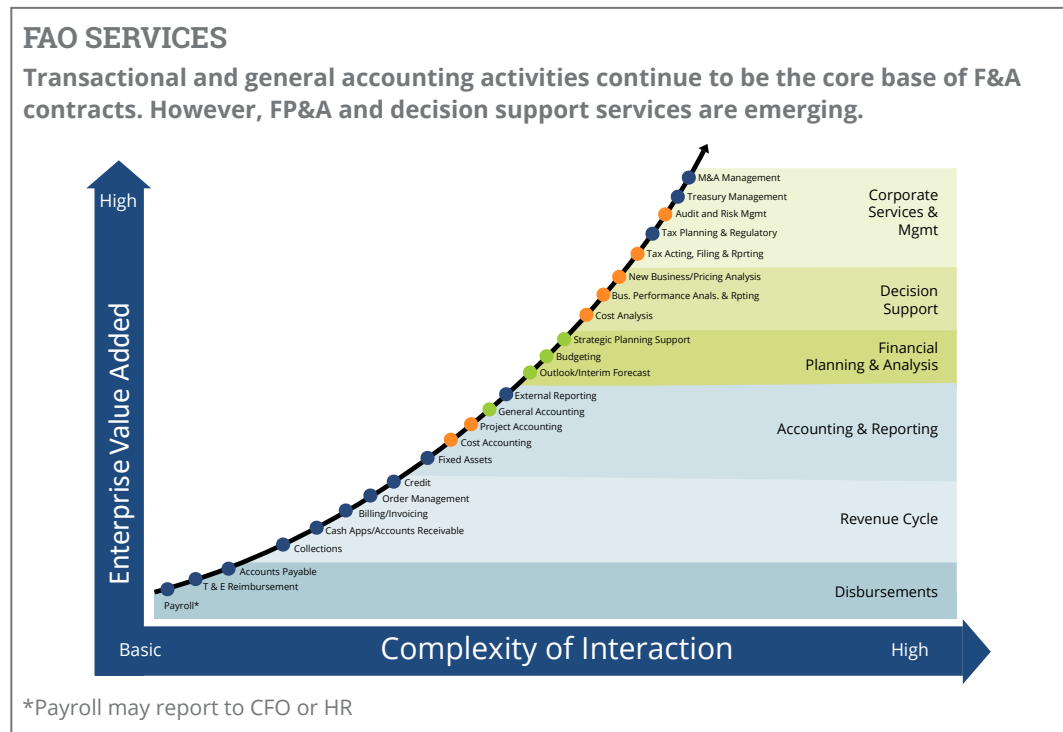 FAO SERVICES
Transactional and general accounting activities continue to be the core base of F&A
contracts. However, FP&A and decision support services are emerging.
High
Enterprise Value Added
M&A Management
Treasury Management
Audit and Risk Mgmt
Tax Planning & Regulatory
Tax Acting, Filing & Rprting
Corporate
Services &
Mgmt
New Business/Pricing Analysis
Bus. Performance Anals. & Rpting
Cost Analysis
Decision
Support
Strategic Planning Support
Budgeting
Outlook/Interim Forecast
Financial
Planning & Analysis
External Reporting
General Accounting
Project Accounting
Cost Accounting
Fixed Assets
Accounting & Reporting
Credit
Order Management
Billing/Invoicing
Cash Apps/Accounts Receivable
Collections
Revenue Cycle
Accounts Payable
T & E Reimbursement
Payroll*
Disbursements
Basic
Complexity of Interaction
High
*Payroll may report to CFO or HR